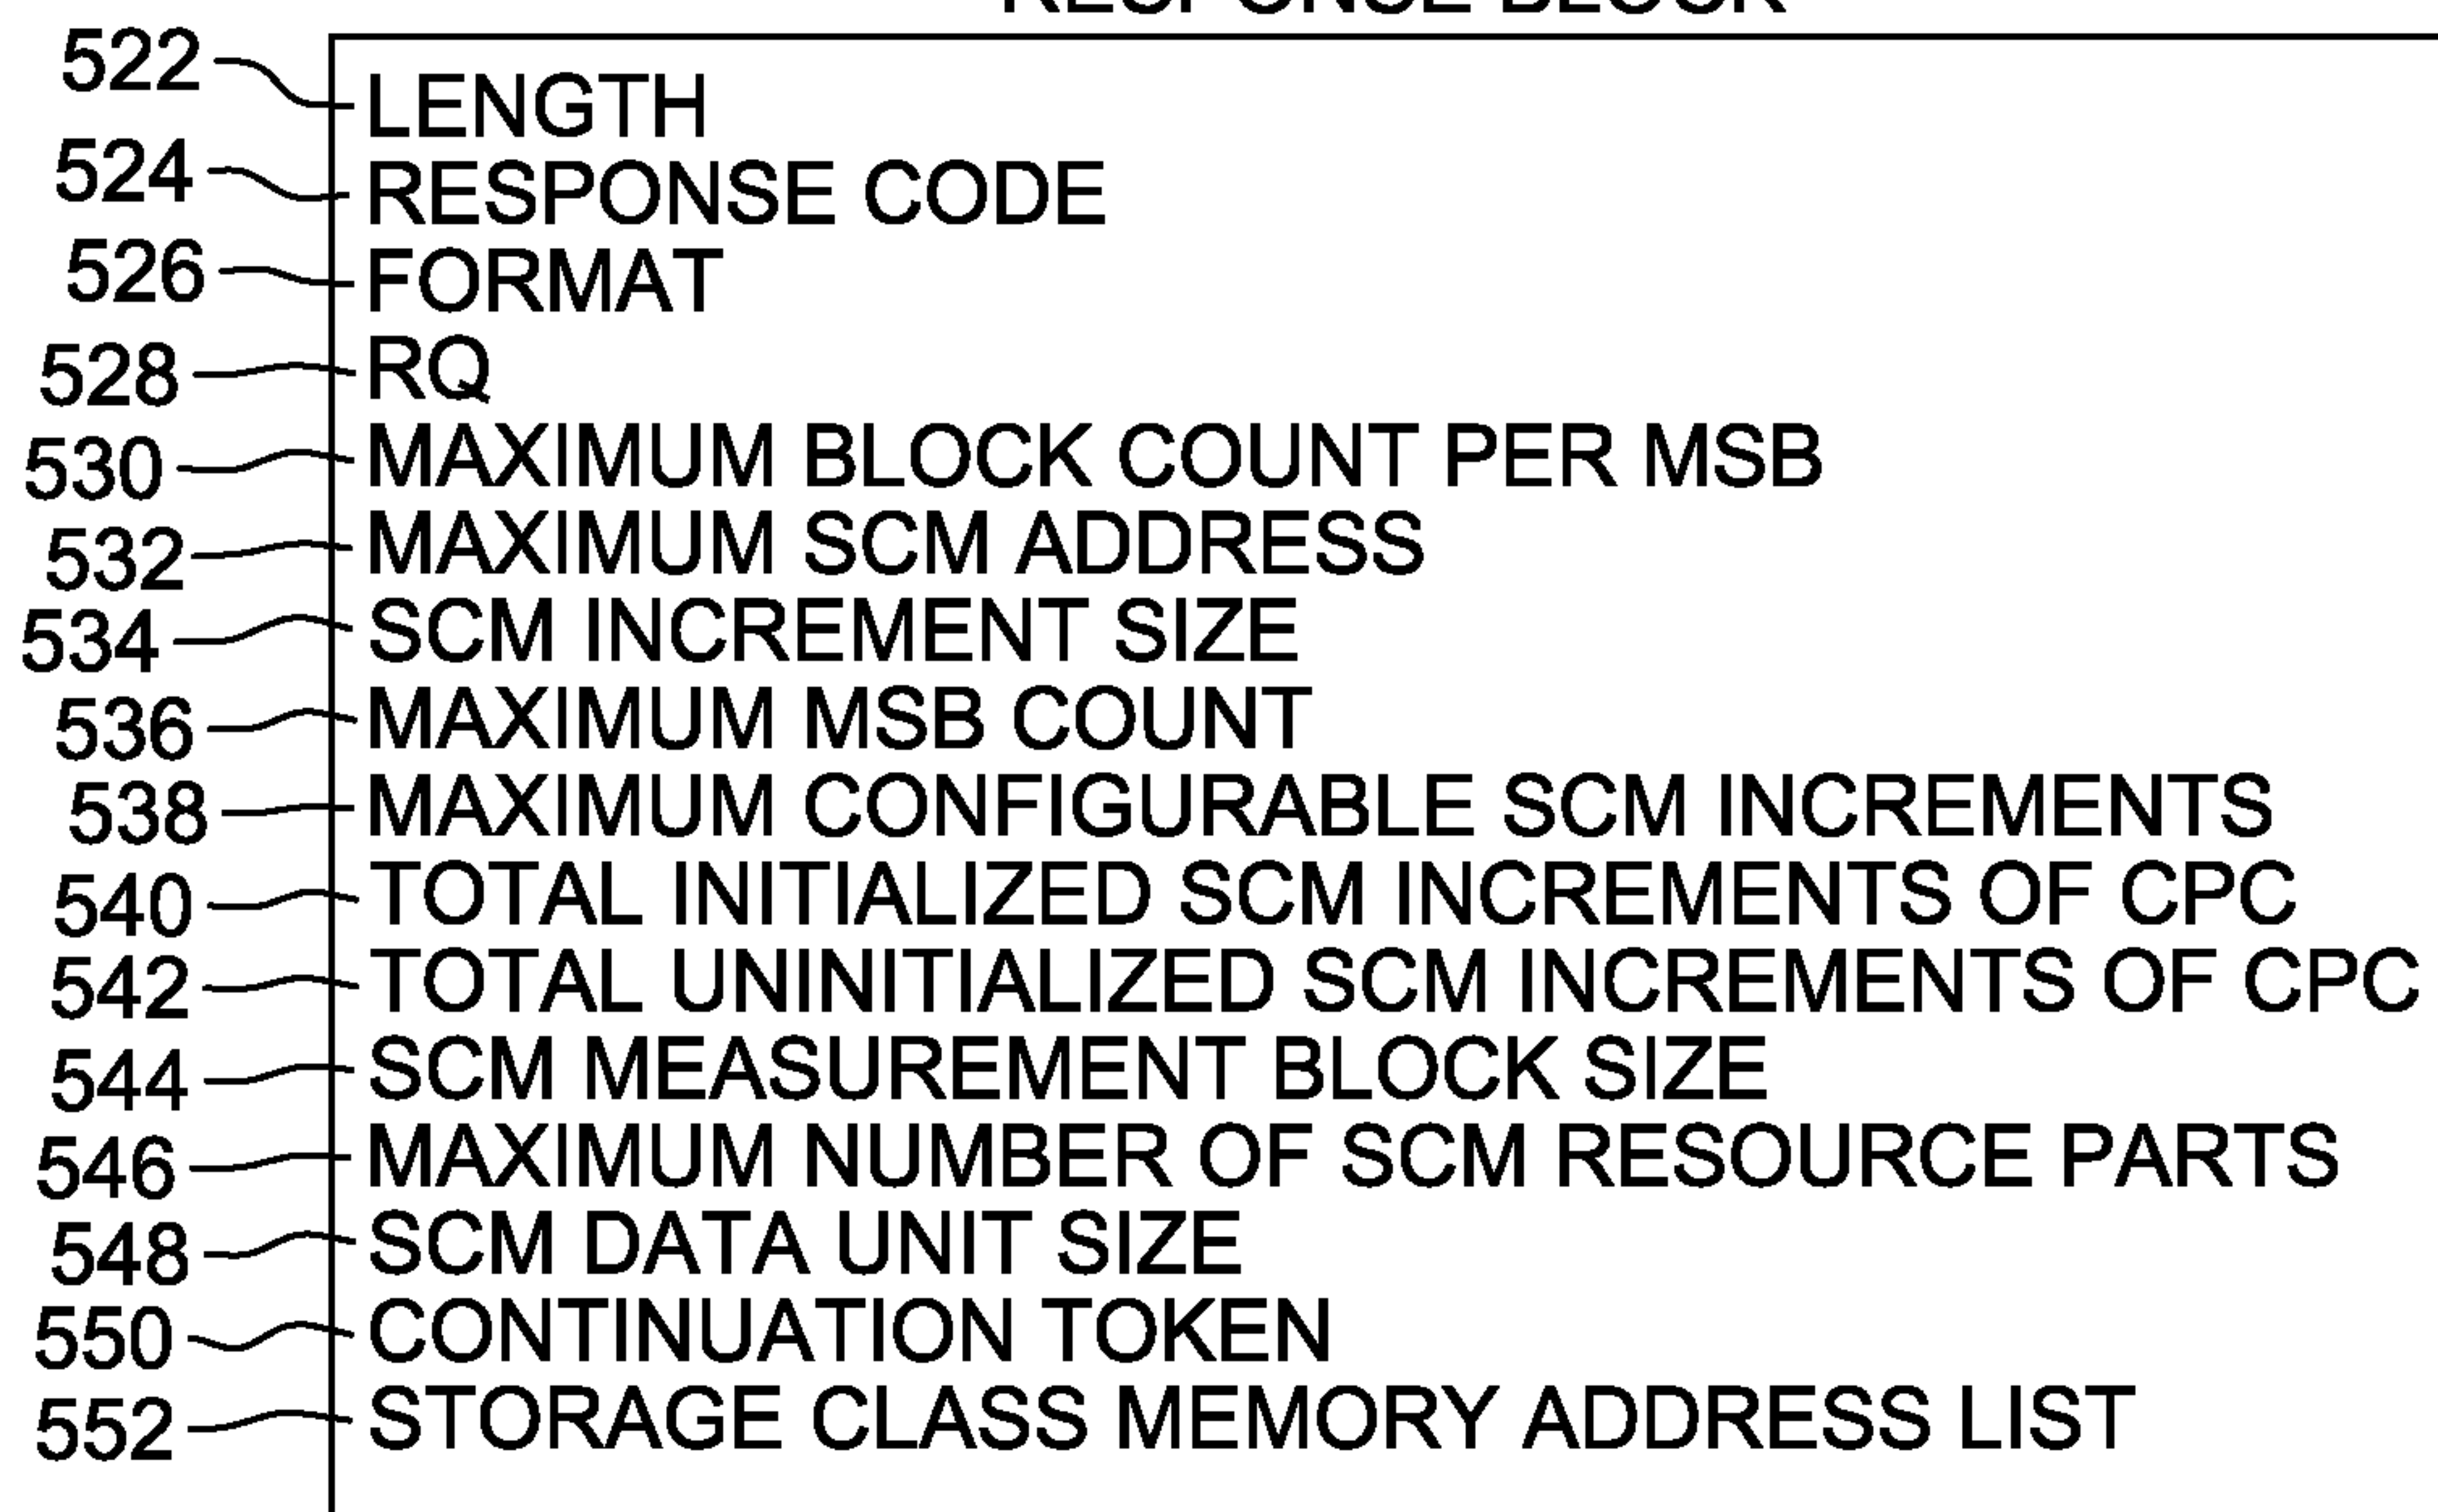 RESPONSE BLOCK
522 LENGTH
524 RESPONSE CODE
526 FORMAT
528 RQ
530 MAXIMUM BLOCK COUNT PER MSB
532 MAXIMUM SCM ADDRESS
534 SCM INCREMENT SIZE
536 MAXIMUM MSB COUNT
538 MAXIMUM CONFIGURABLE SCM INCREMENTS
540 TOTAL INITIALIZED SCM INCREMENTS OF CPC
542 TOTAL UNINITIALIZED SCM INCREMENTS OF CPC
544 SCM MEASUREMENT BLOCK SIZE
546 MAXIMUM NUMBER OF SCM RESOURCE PARTS
548 SCM DATA UNIT SIZE
550 CONTINUATION TOKEN
552 STORAGE CLASS MEMORY ADDRESS LIST